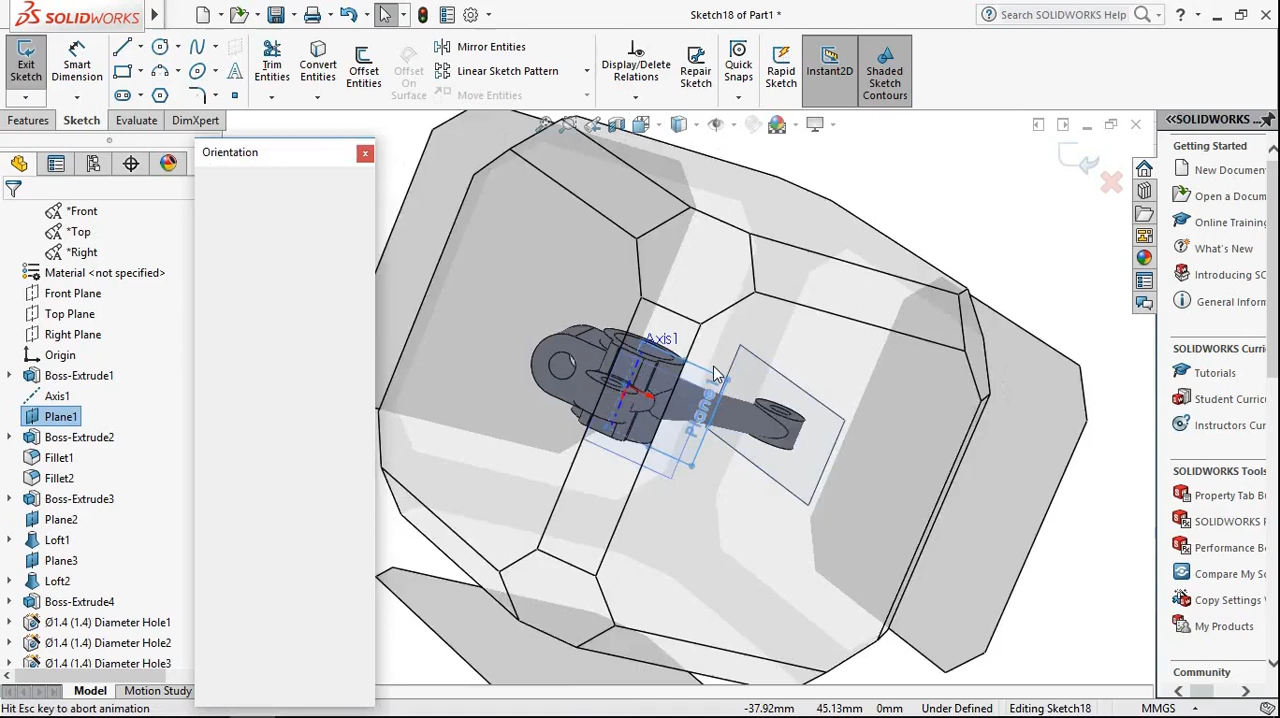 SOLIDWORKS
Sketch18 of Part1 *
Search SOLIDWORKS Help
?
Exit Sketch
Smart Dimension
Trim Entities
Convert Entities
Offset Entities
Offset On Surface
Mirror Entities
Linear Sketch Pattern
Move Entities
Display/Delete Relations
Repair Sketch
Quick Snaps
Rapid Sketch
Instant2D
Shaded Sketch Contours
Features
Sketch
Evaluate
DimXpert
Orientation
x
*Front
*Top
*Right
Material <not specified>
Front Plane
Top Plane
Right Plane
Origin
Boss-Extrude1
Axis1
Plane1
Boss-Extrude2
Fillet1
Fillet2
Boss-Extrude3
Plane2
Loft1
Plane3
Loft2
Boss-Extrude4
Ø1.4 (1.4) Diameter Hole1
Ø1.4 (1.4) Diameter Hole2
Ø1.4 (1.4) Diameter Hole3
Axis1
Plane1
SOLIDWORKS ...
Getting Started
New Documen
Open a Docum
Online Training
What's New
Introducing SO
General Inforn
SOLIDWORKS Curri
Tutorials
Student Curric
Instructors Cur
SOLIDWORKS Tools
Property Tab Bu
SOLIDWORKS R
Performance Be
Compare My Sc
Copy Settings W
My Products
Community
Model
Motion Study
Hit Esc key to abort animation
-37.92mm
45.13mm
0mm
Under Defined
Editing Sketch18
MMGS